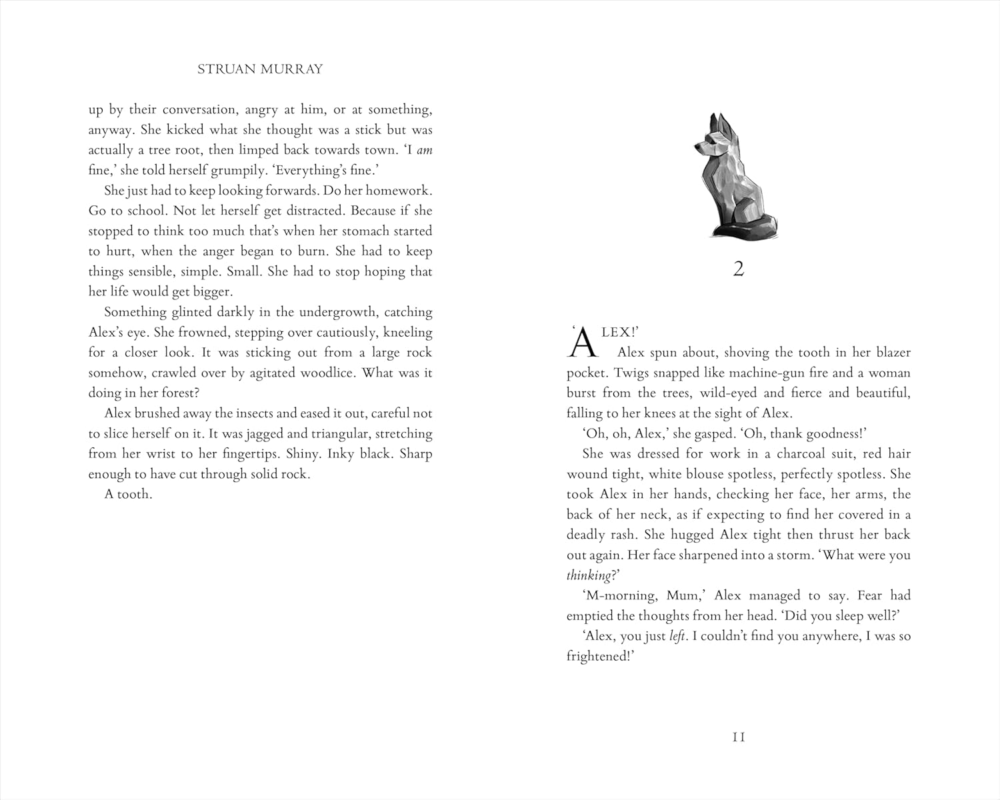 STRUAN MURRAY
up by their conversation, angry at him, or at something,
anyway. She kicked what she thought was a stick but was
actually a tree root, then limped back towards town. ‘I am
fine,’ she told herself grumpily. ‘Everything’s fine.’
She just had to keep looking forwards. Do her homework.
Go to school. Not let herself get distracted. Because if she
stopped to think too much that’s when her stomach started
to hurt, when the anger began to burn. She had to keep
things sensible, simple. Small. She had to stop hoping that
her life would get bigger.
Something glinted darkly in the undergrowth, catching
Alex’s eye. She frowned, stepping over cautiously, kneeling
for a closer look. It was sticking out from a large rock
somehow, crawled over by agitated woodlice. What was it
doing in her forest?
Alex brushed away the insects and eased it out, careful not
to slice herself on it. It was jagged and triangular, stretching
from her wrist to her fingertips. Shiny. Inky black. Sharp
enough to have cut through solid rock.
A tooth.
2
‘ALEX!’
Alex spun about, shoving the tooth in her blazer
pocket. Twigs snapped like machine-gun fire and a woman
burst from the trees, wild-eyed and fierce and beautiful,
falling to her knees at the sight of Alex.
‘Oh, oh, Alex,’ she gasped. ‘Oh, thank goodness!’
She was dressed for work in a charcoal suit, red hair
wound tight, white blouse spotless, perfectly spotless. She
took Alex in her hands, checking her face, her arms, the
back of her neck, as if expecting to find her covered in a
deadly rash. She hugged Alex tight then thrust her back
out again. Her face sharpened into a storm. ‘What were you
thinking?’
‘M-morning, Mum,’ Alex managed to say. Fear had
emptied the thoughts from her head. ‘Did you sleep well?’
‘Alex, you just left. I couldn’t find you anywhere, I was so
frightened!’
11